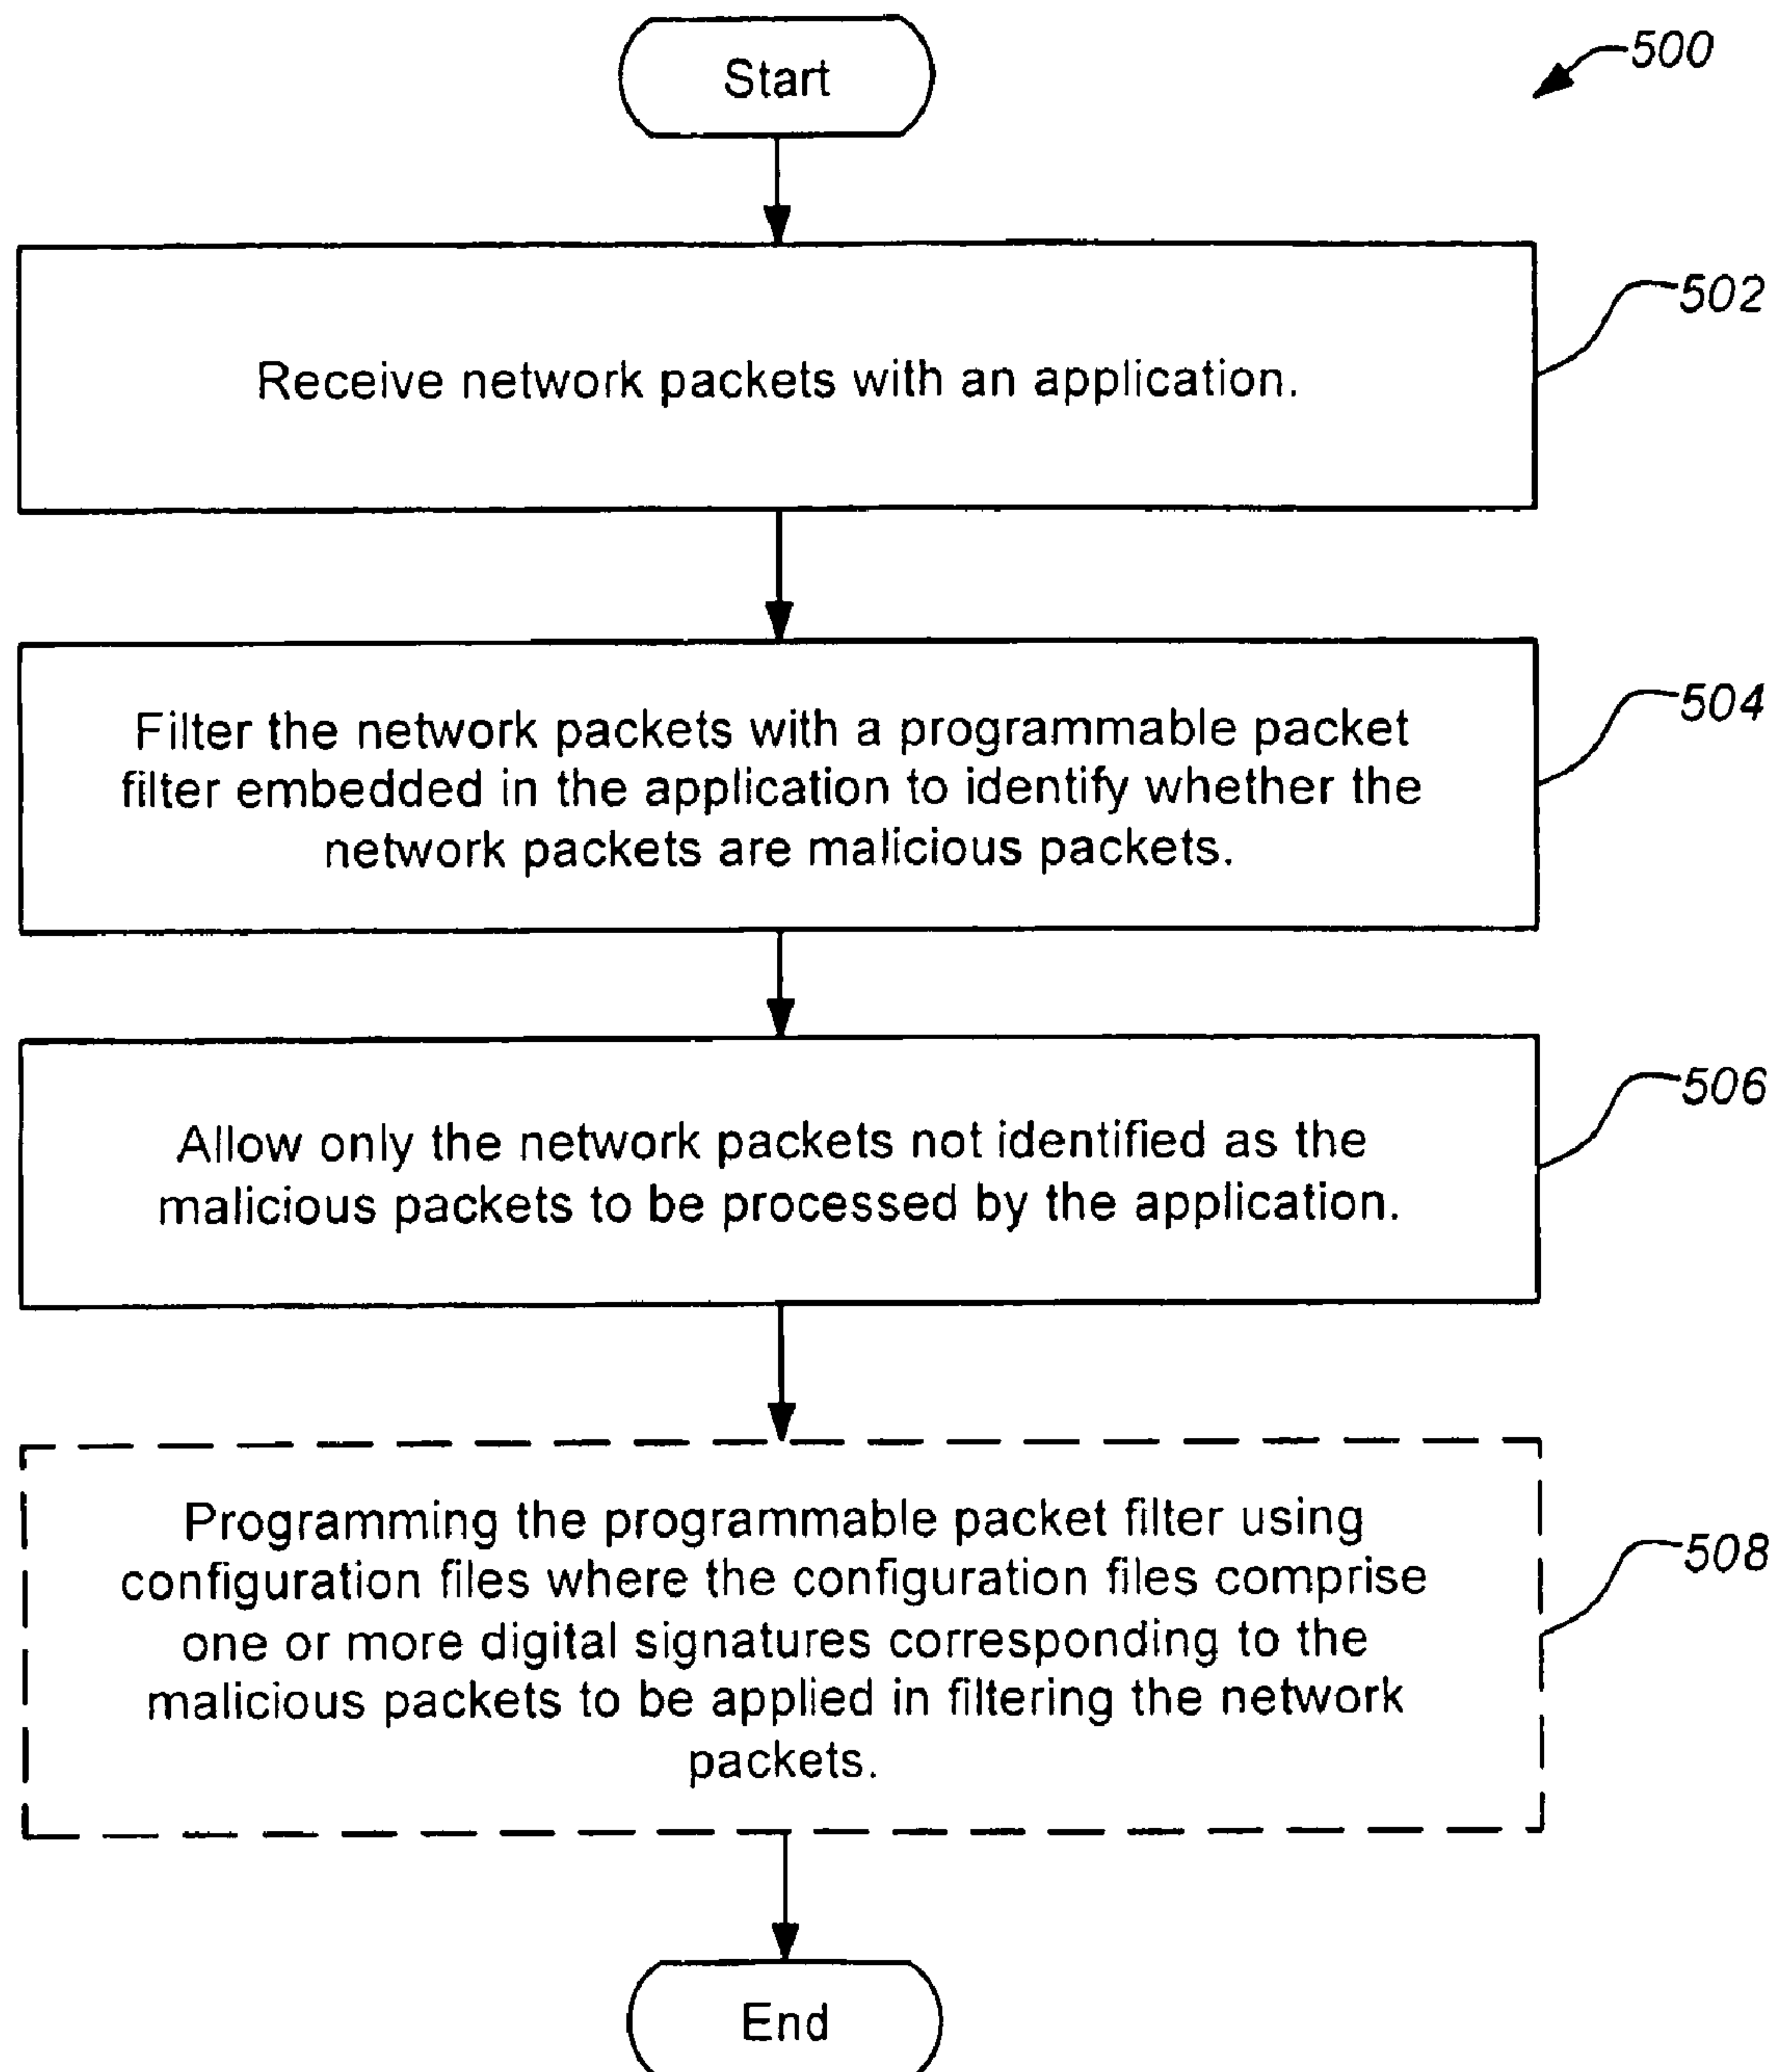 Start
500
Receive network packets with an application.
502
Filter the network packets with a programmable packet
filter embedded in the application to identify whether the
network packets are malicious packets.
504
Allow only the network packets not identified as the
malicious packets to be processed by the application.
506
Programming the programmable packet filter using
configuration files where the configuration files comprise
one or more digital signatures corresponding to the
malicious packets to be applied in filtering the network
packets.
508
End